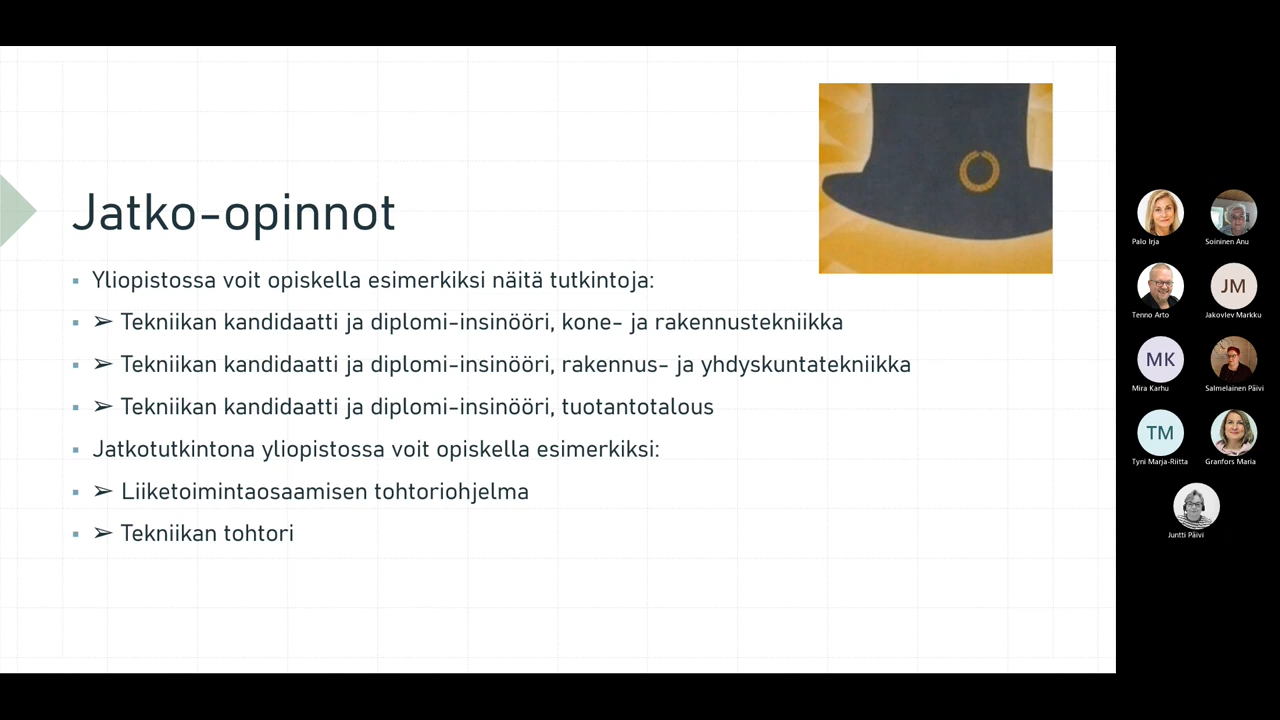 Jatko-opinnot
▪ Yliopistossa voit opiskella esimerkiksi näitä tutkintoja:
▪ ➢ Tekniikan kandidaatti ja diplomi-insinööri, kone- ja rakennustekniikka
▪ ➢ Tekniikan kandidaatti ja diplomi-insinööri, rakennus- ja yhdyskuntatekniikka
▪ ➢ Tekniikan kandidaatti ja diplomi-insinööri, tuotantotalous
▪ Jatkotutkintona yliopistossa voit opiskella esimerkiksi:
▪ ➢ Liiketoimintaosaamisen tohtoriohjelma
▪ ➢ Tekniikan tohtori
Palo Irja
Soininen Anu
Tenno Arto
JM
Jakovlev Markku
MK
Mira Karhu
Salmelainen Päivi
TM
Tyni Marja-Riitta
Granfors Maria
Juntti Päivi